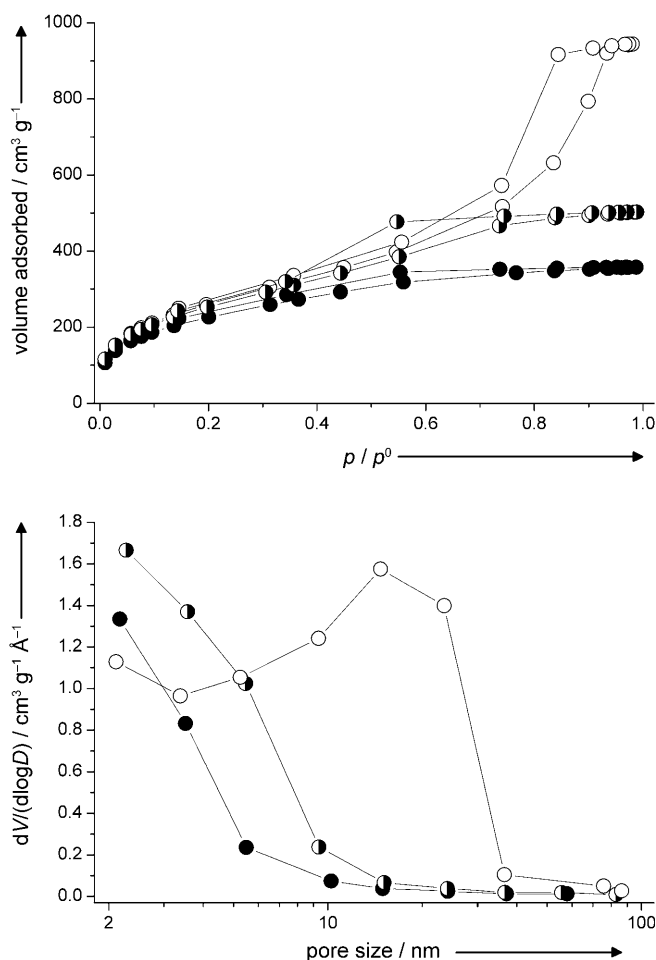 1000
800
600
400
200
0
volume adsorbed / cm³ g⁻¹
0.0 0.2 0.4 0.6 0.8 1.0
p / p⁰
1.8
1.6
1.4
1.2
1.0
0.8
0.6
0.4
0.2
0.0
dV/(dlogD) / cm³ g⁻¹ Å⁻¹
2 10 100
pore size / nm